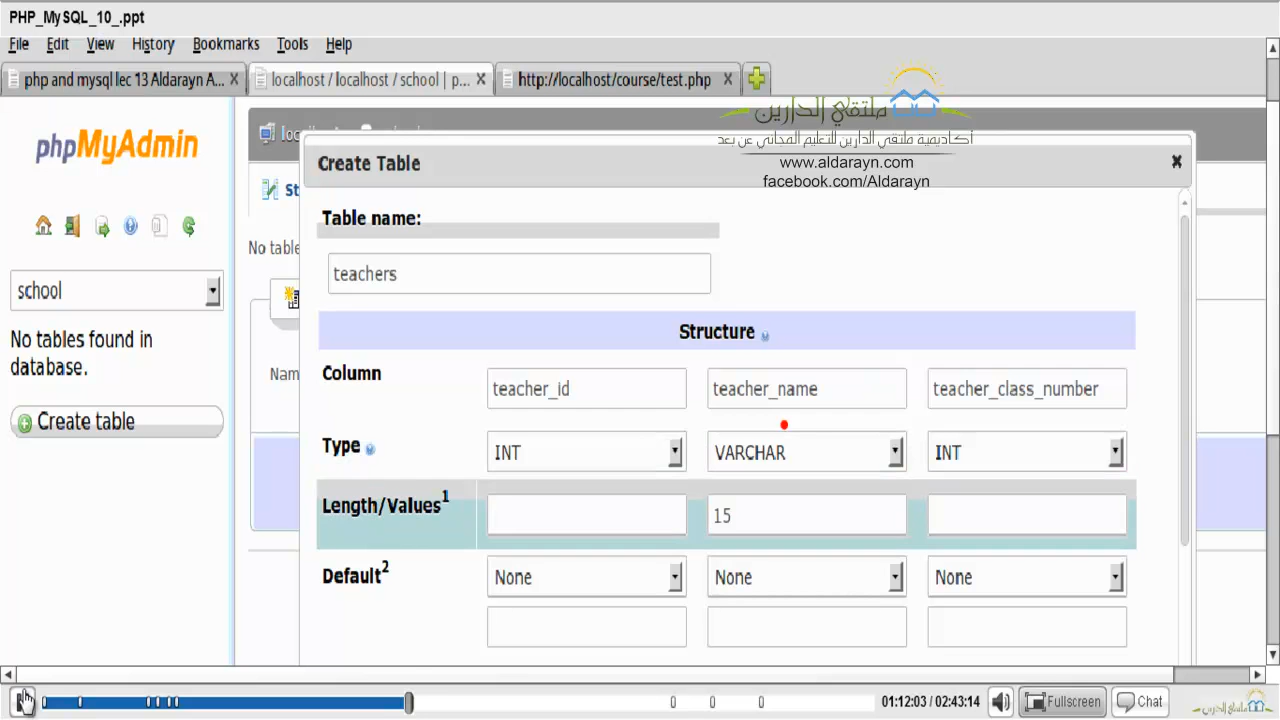 PHP_MySQL_10_.ppt
File Edit View History Bookmarks Tools Help
php and mysql lec 13 Aldarayn A...
localhost / localhost / school | p...
http://localhost/course/test.php
ملتقى الدارين
أكاديمية ملتقى الدارين للتعليم المجاني عن بعد
www.aldarayn.com
facebook.com/Aldarayn
phpMyAdmin
school
No tables found in
database.
Create table
St
No table
Nam
Create Table
Table name:
teachers
Structure
Column teacher_id teacher_name teacher_class_number
Type INT VARCHAR INT
Length/Values1 15
Default2 None None None
01:12:03 / 02:43:14 Fullscreen Chat